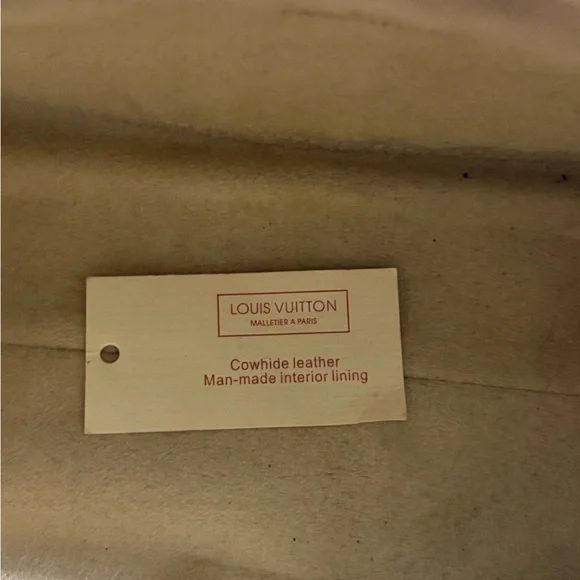 LOUIS VUITTON
MALLETIER A PARIS
Cowhide leather
Man-made interior lining